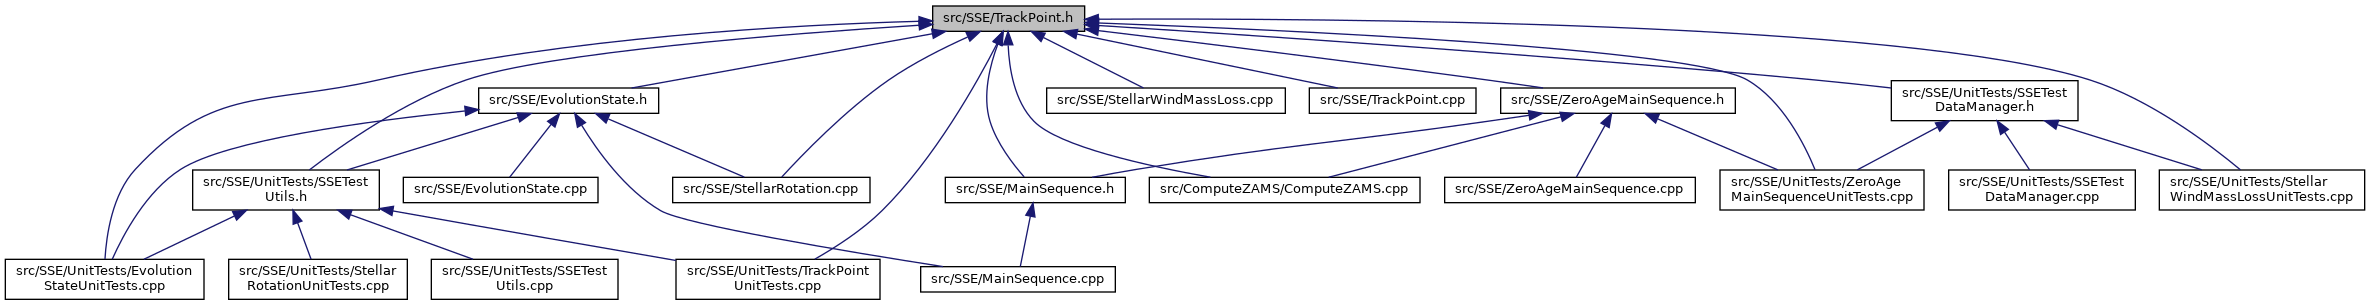 src/SSE/TrackPoint.h
src/SSE/EvolutionState.h
src/SSE/StellarWindMassLoss.cpp
src/SSE/TrackPoint.cpp
src/SSE/ZeroAgeMainSequence.h
src/SSE/UnitTests/SSETest
DataManager.h
src/SSE/UnitTests/SSETest
Utils.h
src/SSE/EvolutionState.cpp
src/SSE/StellarRotation.cpp
src/SSE/MainSequence.h
src/ComputeZAMS/ComputeZAMS.cpp
src/SSE/ZeroAgeMainSequence.cpp
src/SSE/UnitTests/ZeroAge
MainSequenceUnitTests.cpp
src/SSE/UnitTests/SSETest
DataManager.cpp
src/SSE/UnitTests/Stellar
WindMassLossUnitTests.cpp
src/SSE/UnitTests/Evolution
StateUnitTests.cpp
src/SSE/UnitTests/Stellar
RotationUnitTests.cpp
src/SSE/UnitTests/SSETest
Utils.cpp
src/SSE/UnitTests/TrackPoint
UnitTests.cpp
src/SSE/MainSequence.cpp